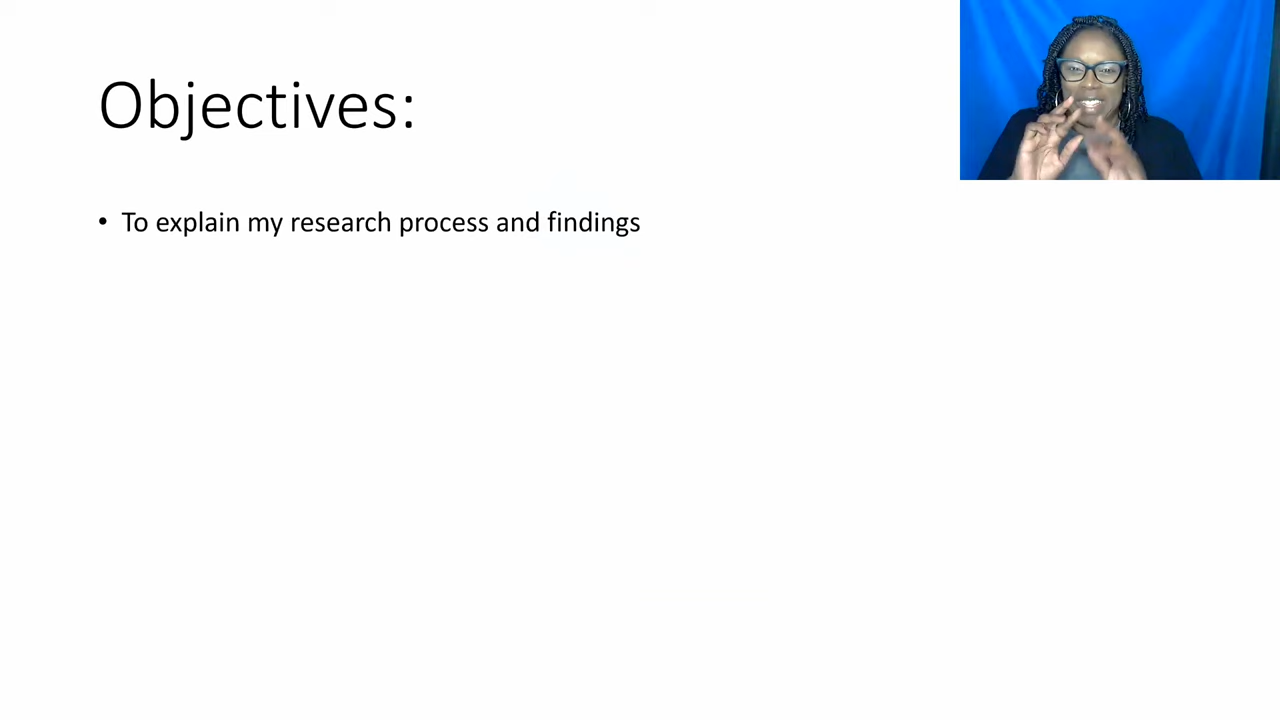 Objectives:
• To explain my research process and findings